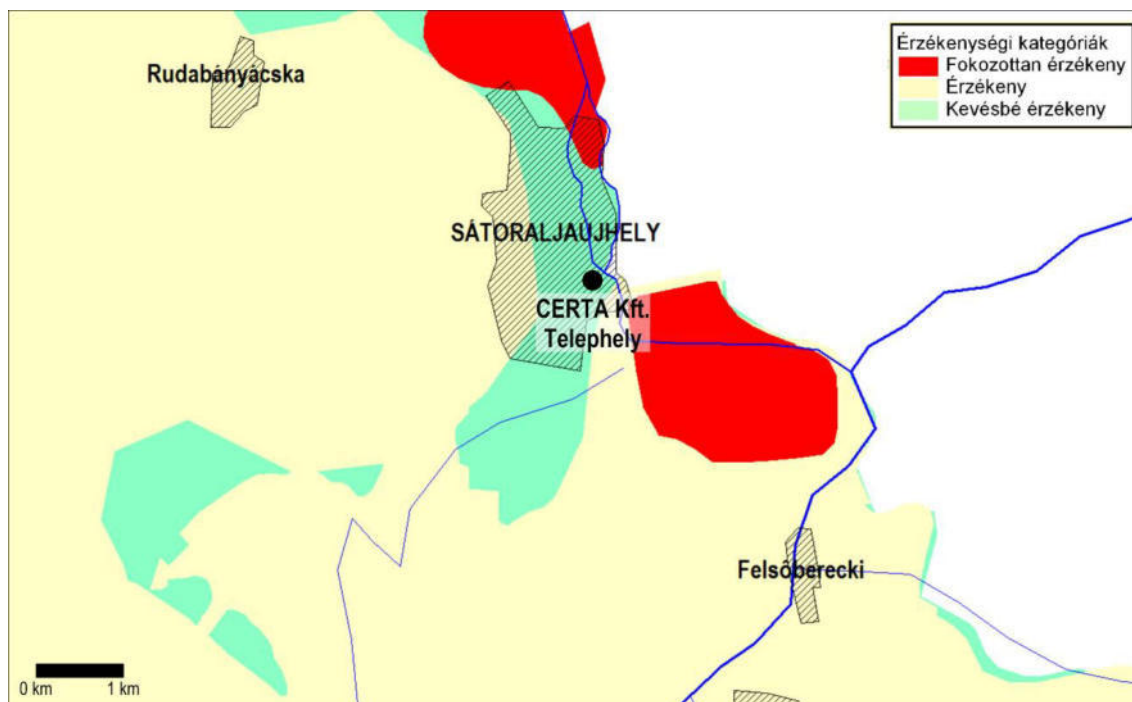 Érzékenységi kategóriák
Fokozottan érzékeny
Érzékeny
Kevésbé érzékeny
Rudabányácska
SÁTORALJAÚJHELY
CERTA Kft.
Telephely
Felsőberecki
0 km 1 km